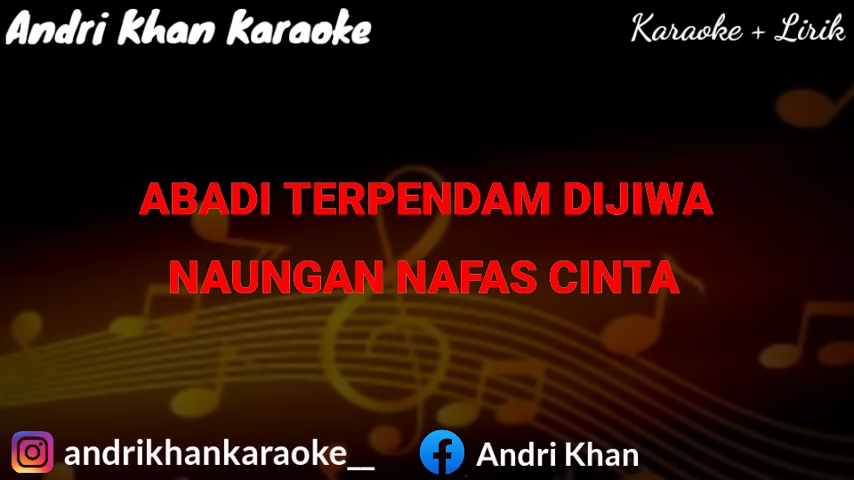 Andri Khan Karaoke
Karaoke + Lirik
ABADI TERPENDAM DIJIWA
NAUNGAN NAFAS CINTA
andrikhankaraoke__
Andri Khan